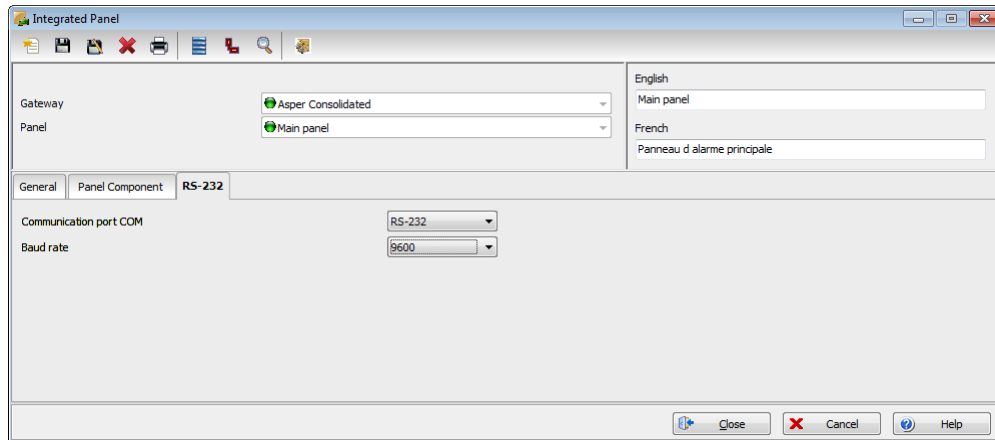 Integrated Panel
Gateway
Asper Consolidated
Panel
Main panel
English
Main panel
French
Panneau d alarme principale
General
Panel Component
RS-232
Communication port COM
RS-232
Baud rate
9600
Close
Cancel
Help